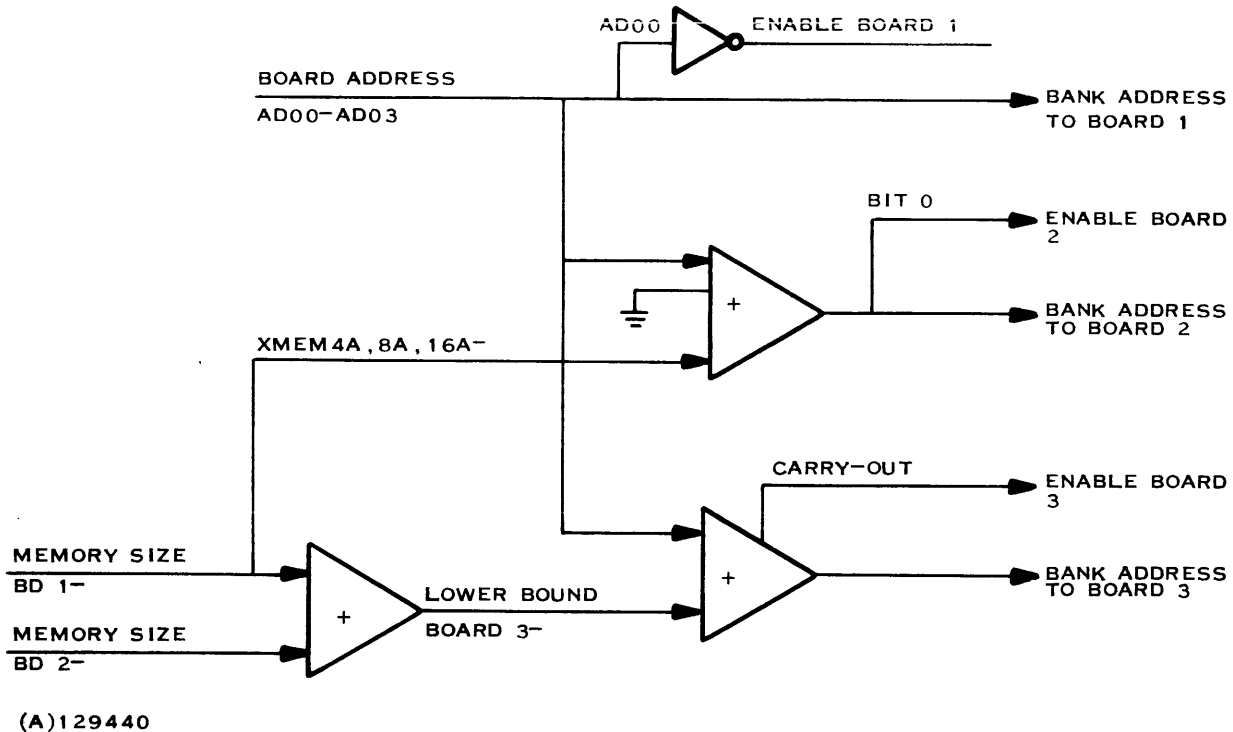 AD00 ENABLE BOARD 1
BOARD ADDRESS
AD00-AD03
BANK ADDRESS
TO BOARD 1
BIT 0
ENABLE BOARD
2
+
BANK ADDRESS
TO BOARD 2
XMEM4A, 8A, 16A-
CARRY-OUT
ENABLE BOARD
3
MEMORY SIZE
BD 1-
+
LOWER BOUND
BOARD 3-
+
BANK ADDRESS
TO BOARD 3
MEMORY SIZE
BD 2-
(A)129440